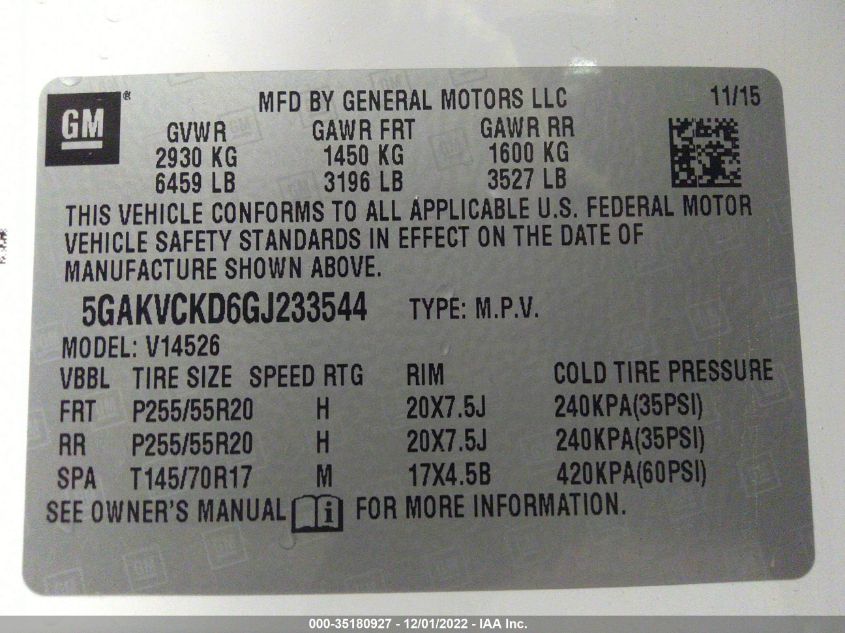 GM® MFD BY GENERAL MOTORS LLC 11/15
GVWR GAWR FRT GAWR RR
2930 KG 1450 KG 1600 KG
6459 LB 3196 LB 3527 LB
THIS VEHICLE CONFORMS TO ALL APPLICABLE U.S. FEDERAL MOTOR
VEHICLE SAFETY STANDARDS IN EFFECT ON THE DATE OF
MANUFACTURE SHOWN ABOVE.
5GAKVCKD6GJ233544 TYPE: M.P.V.
MODEL: V14526
VBBL TIRE SIZE SPEED RTG RIM COLD TIRE PRESSURE
FRT P255/55R20 H 20X7.5J 240KPA(35PSI)
RR P255/55R20 H 20X7.5J 240KPA(35PSI)
SPA T145/70R17 M 17X4.5B 420KPA(60PSI)
SEE OWNER'S MANUAL i FOR MORE INFORMATION.
000-35180927 - 12/01/2022 - IAA Inc.